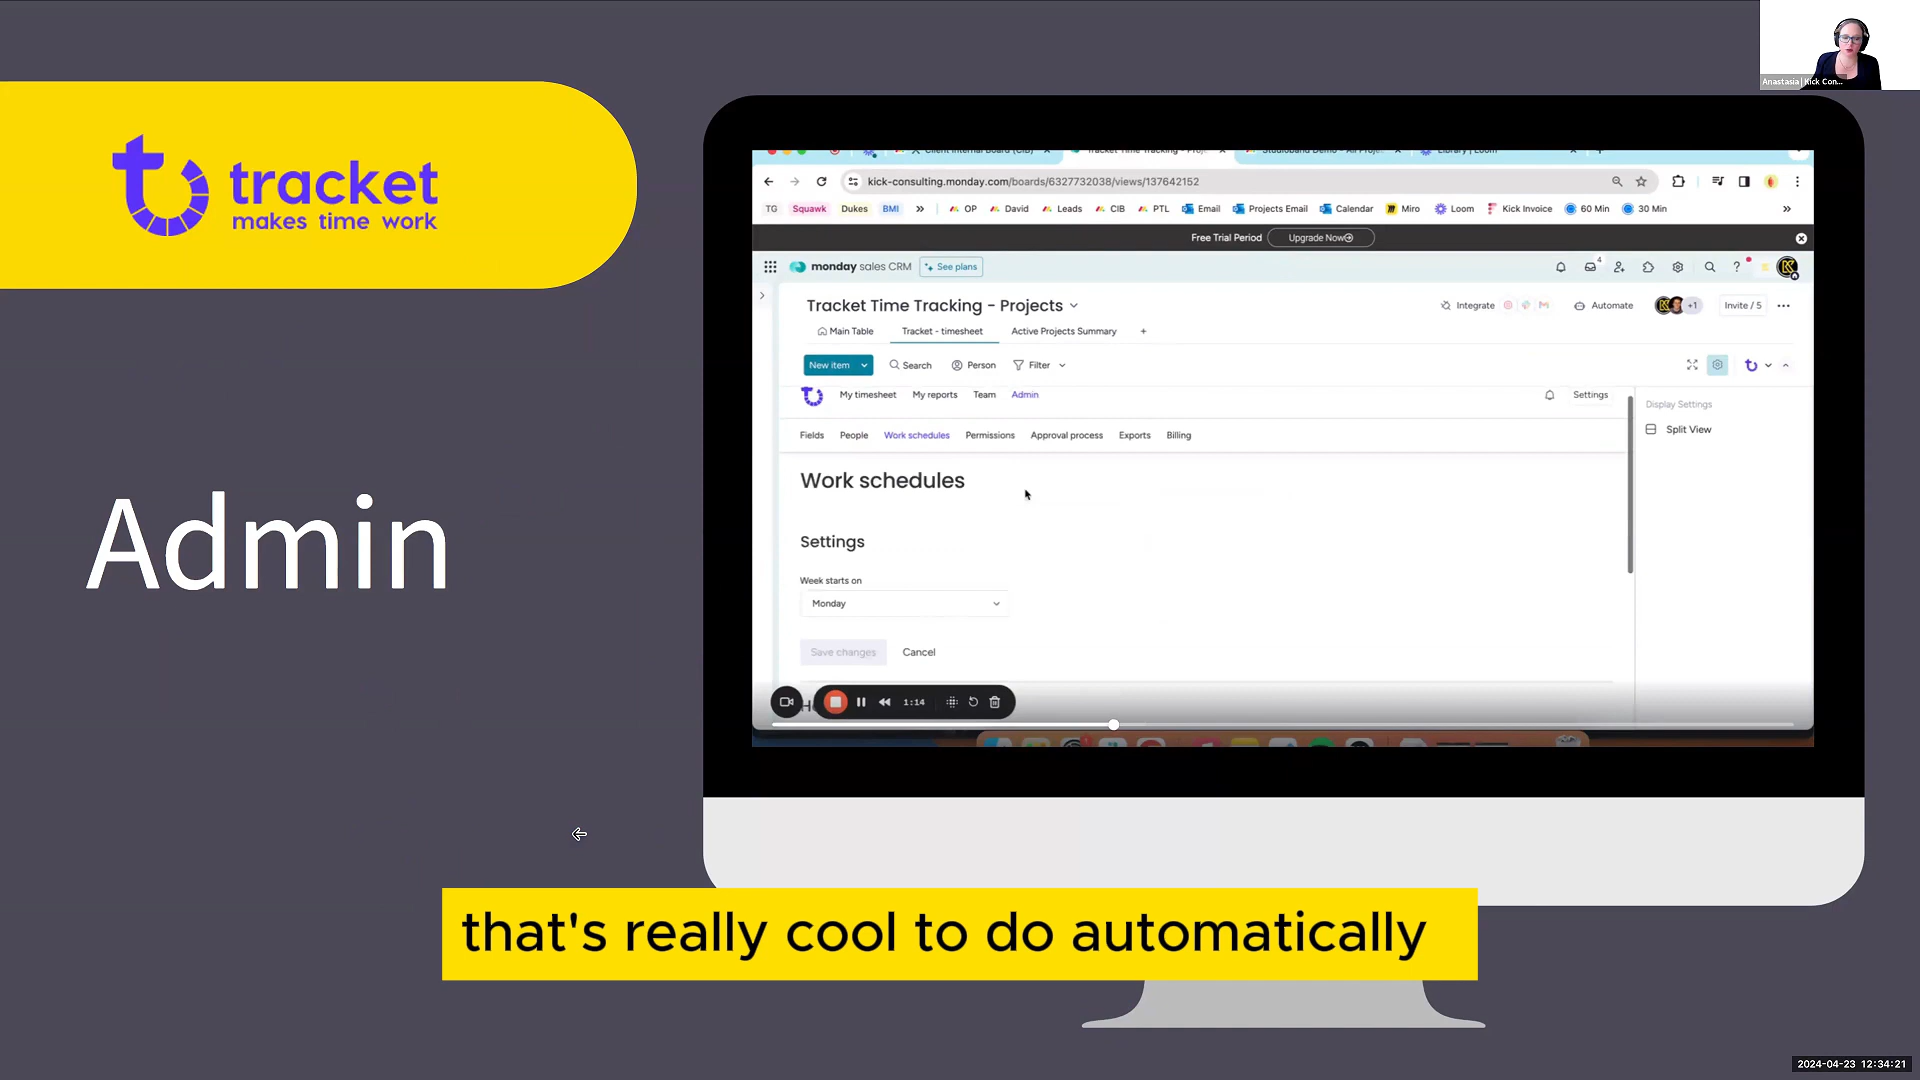 Anastasia | Kick Con...
tracket
makes time work
Admin
kick-consulting.monday.com/boards/6327732038/views/137642152
TG Squawk Dukes BMI OP David Leads CIB PTL Email Projects Email Calendar Miro Loom Kick Invoice 60 Min 30 Min
Free Trial Period Upgrade Now
monday sales CRM See plans
4
Tracket Time Tracking - Projects
Integrate Automate +1 Invite / 5
Main Table Tracket - timesheet Active Projects Summary +
New item Search Person Filter
My timesheet My reports Team Admin Settings
Display Settings
Split View
Fields People Work schedules Permissions Approval process Exports Billing
Work schedules
Settings
Week starts on
Monday
Save changes Cancel
1:14
that's really cool to do automatically
2024-04-23 12:34:21